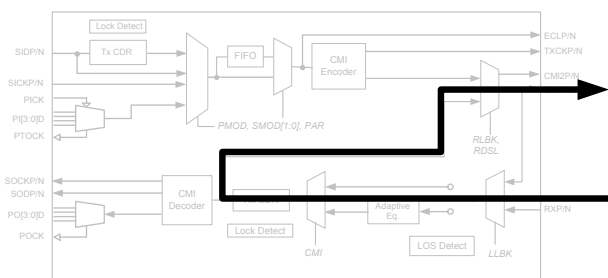 Lock Detect
SIDP/N
Tx CDR
ECLP/N
TXCKP/N
FIFO
CMI
Encoder
CMI2P/N
SICKP/N
PICK
PI[3:0]D
PTOCK
PMOD, SMOD[1:0], PAR
RLBK,
RDSL
SOCKP/N
SODP/N
PO[3:0]D
POCK
CMI
Decoder
Lock Detect
CMI
Adaptive
Eq.
LOS Detect
LLBK
RXP/N